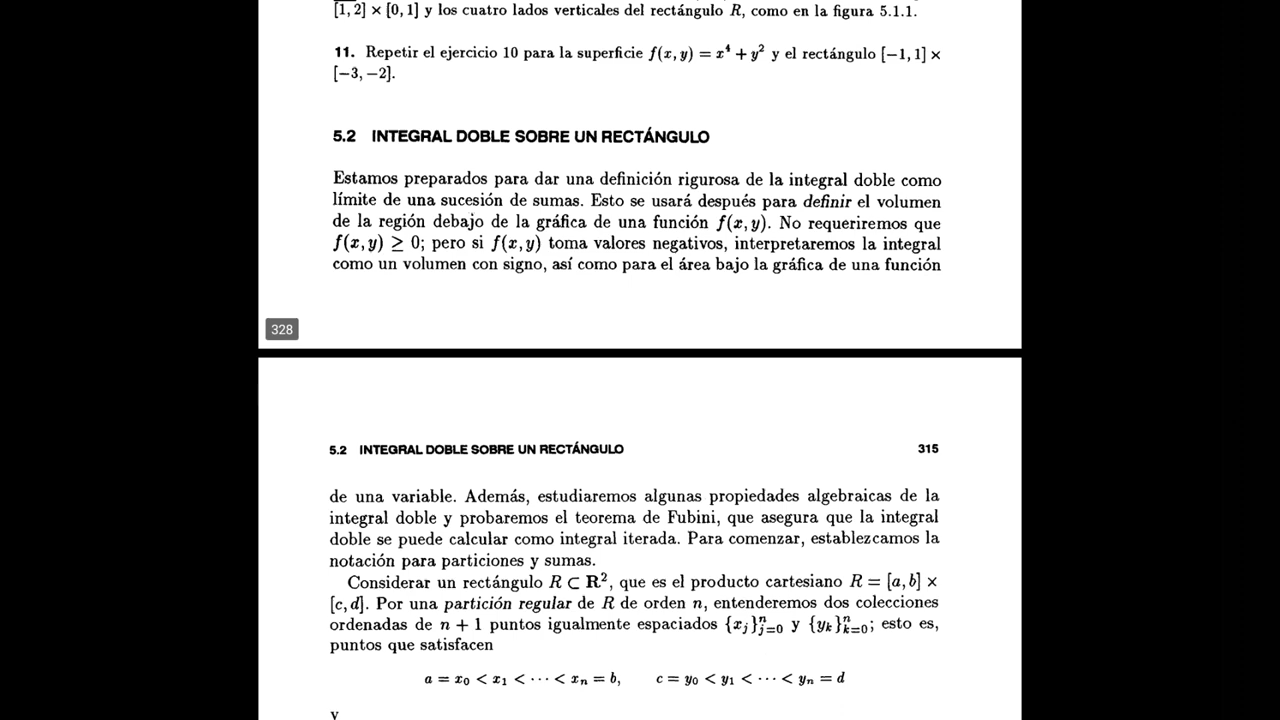 [1, 2] × [0, 1] y los cuatro lados verticales del rectángulo R, como en la figura 5.1.1.
11. Repetir el ejercicio 10 para la superficie f(x, y) = x⁴ + y² y el rectángulo [−1, 1] ×
[−3, −2].
5.2 INTEGRAL DOBLE SOBRE UN RECTÁNGULO
Estamos preparados para dar una definición rigurosa de la integral doble como
límite de una sucesión de sumas. Esto se usará después para definir el volumen
de la región debajo de la gráfica de una función f(x, y). No requeriremos que
f(x, y) ≥ 0; pero si f(x, y) toma valores negativos, interpretaremos la integral
como un volumen con signo, así como para el área bajo la gráfica de una función
328
5.2 INTEGRAL DOBLE SOBRE UN RECTÁNGULO 315
de una variable. Además, estudiaremos algunas propiedades algebraicas de la
integral doble y probaremos el teorema de Fubini, que asegura que la integral
doble se puede calcular como integral iterada. Para comenzar, establezcamos la
notación para particiones y sumas.
Considerar un rectángulo R ⊂ R², que es el producto cartesiano R = [a, b] ×
[c, d]. Por una partición regular de R de orden n, entenderemos dos colecciones
ordenadas de n + 1 puntos igualmente espaciados {xⱼ}ⁿⱼ₌₀ y {yₖ}ⁿₖ₌₀; esto es,
puntos que satisfacen
a = x₀ < x₁ < ··· < xₙ = b, c = y₀ < y₁ < ··· < yₙ = d
y